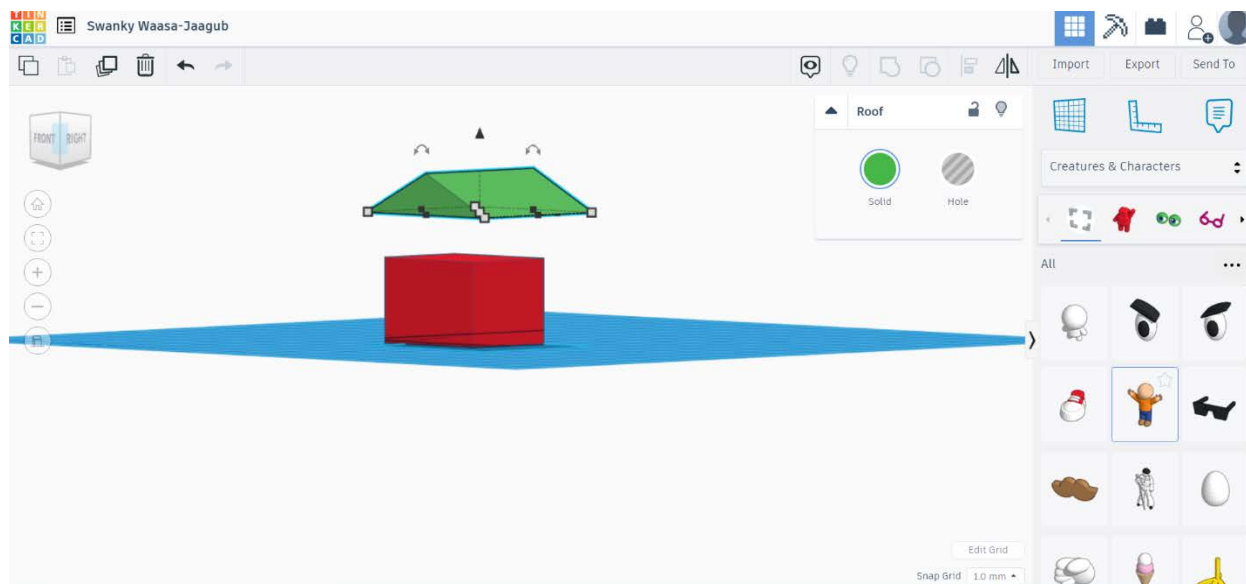 TIN
KER
CAD
Swanky Waasa-Jaagub
Import
Export
Send To
FRONT
RIGHT
Roof
Solid
Hole
Creatures & Characters
All
Edit Grid
Snap Grid 1.0 mm